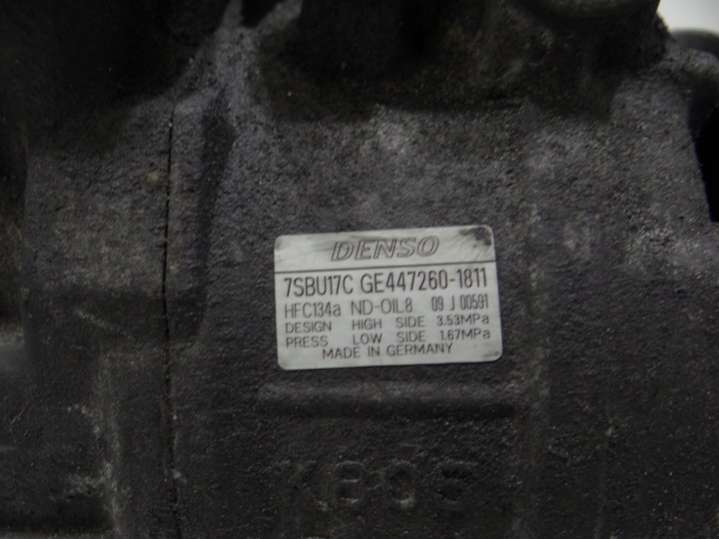 DENSO
7SBU17C GE447260-1811
HFC134a ND-OIL8 09 J 00591
DESIGN HIGH SIDE 3.53MPa
PRESS LOW SIDE 1.67MPa
MADE IN GERMANY